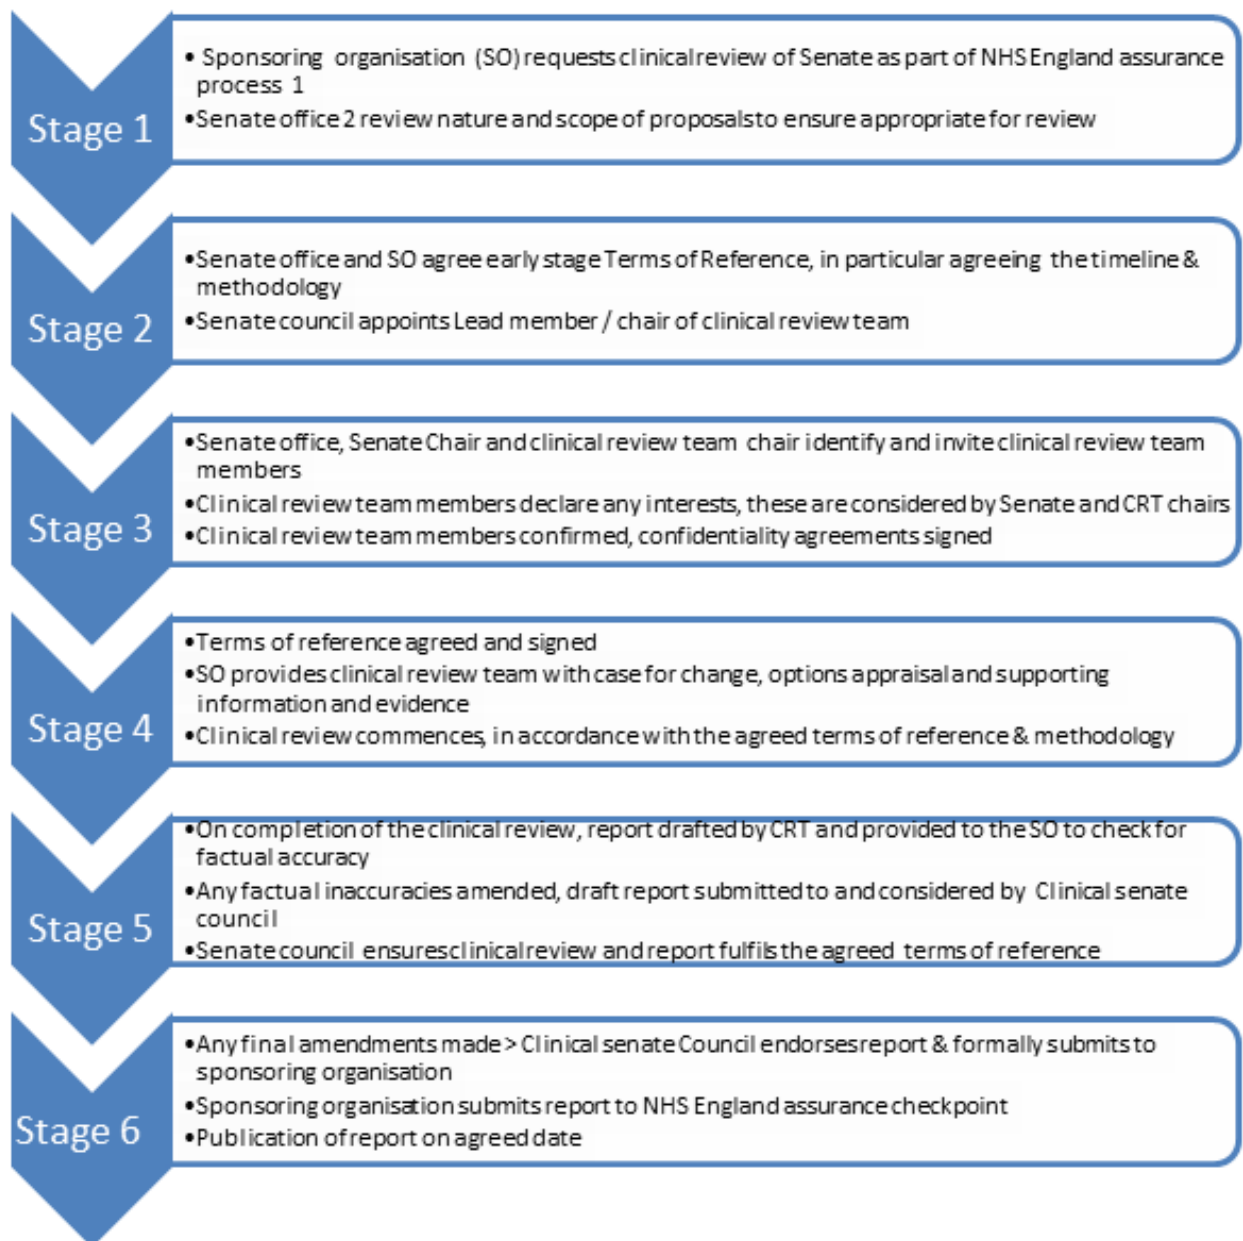 Stage 1
• Sponsoring organisation (SO) requests clinical review of Senate as part of NHS England assurance
process 1
•Senate office 2 review nature and scope of proposals to ensure appropriate for review
Stage 2
•Senate office and SO agree early stage Terms of Reference, in particular agreeing the timeline &
methodology
•Senate council appoints Lead member / chair of clinical review team
Stage 3
•Senate office, Senate Chair and clinical review team chair identify and invite clinical review team
members
•Clinical review team members declare any interests, these are considered by Senate and CRT chairs
•Clinical review team members confirmed, confidentiality agreements signed
Stage 4
•Terms of reference agreed and signed
•SO provides clinical review team with case for change, options appraisal and supporting
information and evidence
•Clinical review commences, in accordance with the agreed terms of reference & methodology
Stage 5
•On completion of the clinical review, report drafted by CRT and provided to the SO to check for
factual accuracy
•Any factual inaccuracies amended, draft report submitted to and considered by Clinical senate
council
•Senate council ensures clinical review and report fulfils the agreed terms of reference
Stage 6
•Any final amendments made > Clinical senate Council endorses report & formally submits to
sponsoring organisation
•Sponsoring organisation submits report to NHS England assurance checkpoint
•Publication of report on agreed date